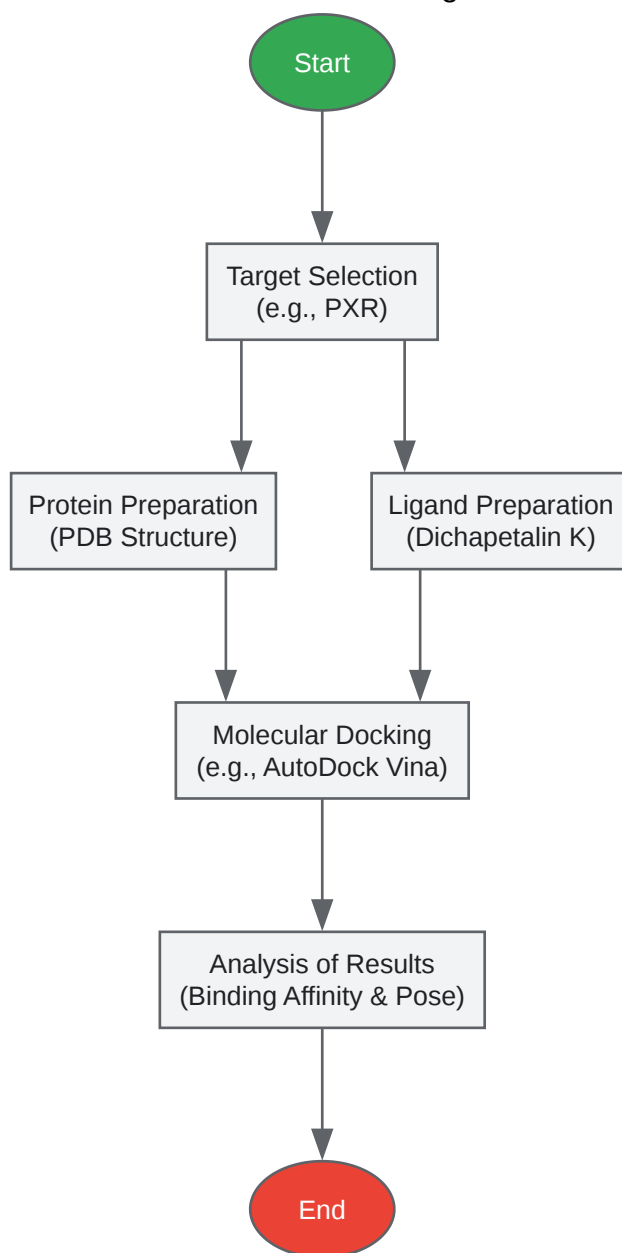 Start
Target Selection
(e.g., PXR)
Protein Preparation
(PDB Structure)
Ligand Preparation
(Dichapetalin K)
Molecular Docking
(e.g., AutoDock Vina)
Analysis of Results
(Binding Affinity & Pose)
End